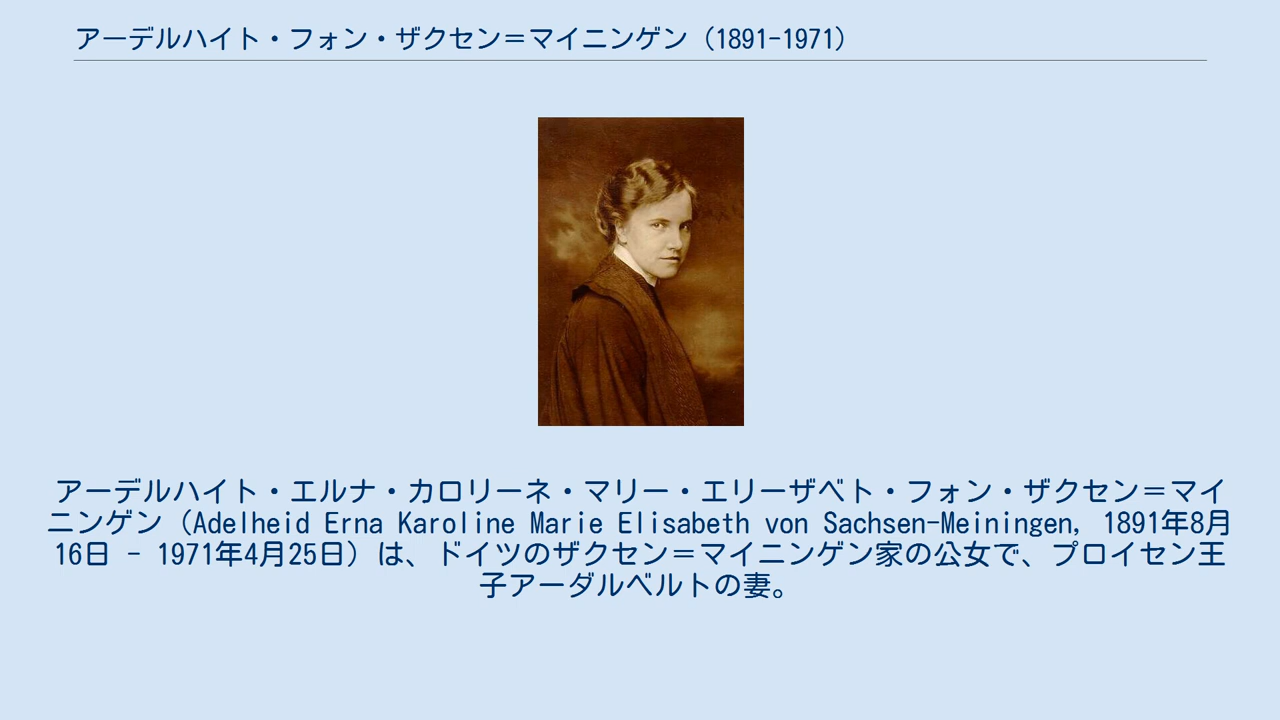 アーデルハイト・フォン・ザクセン＝マイニンゲン（1891-1971）
アーデルハイト・エルナ・カロリーネ・マリー・エリーザベト・フォン・ザクセン＝マイ
ニンゲン（Adelheid Erna Karoline Marie Elisabeth von Sachsen-Meiningen, 1891年8月
16日 - 1971年4月25日）は、ドイツのザクセン＝マイニンゲン家の公女で、プロイセン王
子アーダルベルトの妻。